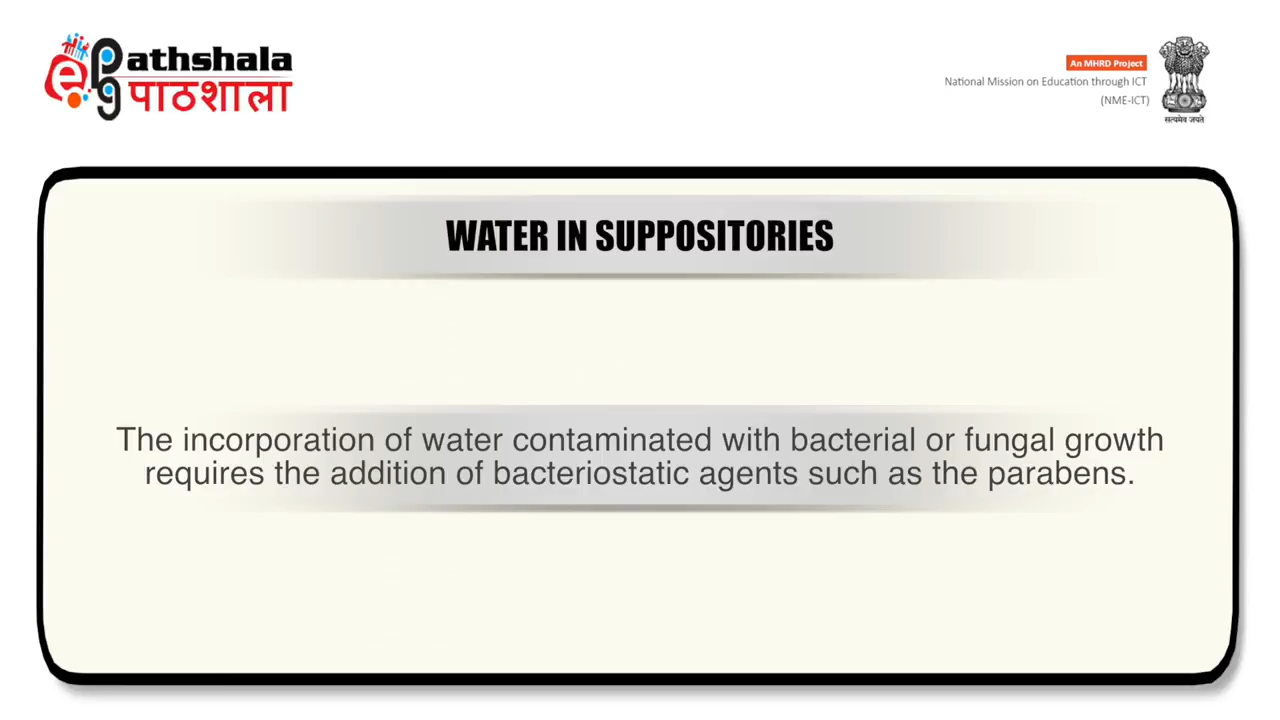 ePathshala
पाठशाला
An MHRD Project
National Mission on Education through ICT
(NME-ICT)
सत्यमेव जयते
WATER IN SUPPOSITORIES
The incorporation of water contaminated with bacterial or fungal growth
requires the addition of bacteriostatic agents such as the parabens.